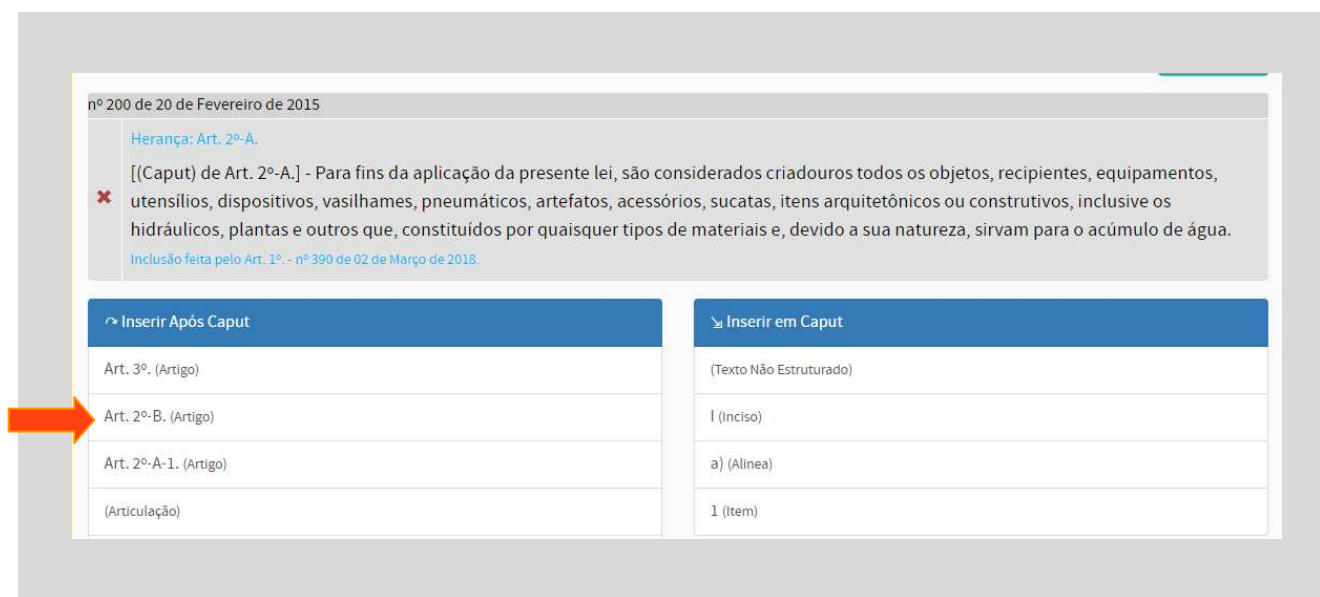 nº 200 de 20 de Fevereiro de 2015
Herança: Art. 2º-A.
[(Caput) de Art. 2º-A.] - Para fins da aplicação da presente lei, são considerados criadouros todos os objetos, recipientes, equipamentos,
utensílios, dispositivos, vasilhames, pneumáticos, artefatos, acessórios, sucatas, itens arquitetônicos ou construtivos, inclusive os
hidráulicos, plantas e outros que, constituídos por quaisquer tipos de materiais e, devido a sua natureza, sirvam para o acúmulo de água.
Inclusão feita pelo Art. 1º. - nº 390 de 02 de Março de 2018.
Inserir Após Caput
Art. 3º. (Artigo)
Art. 2º-B. (Artigo)
Art. 2º-A-1. (Artigo)
(Articulação)
Inserir em Caput
(Texto Não Estruturado)
I (Inciso)
a) (Alinea)
1 (Item)